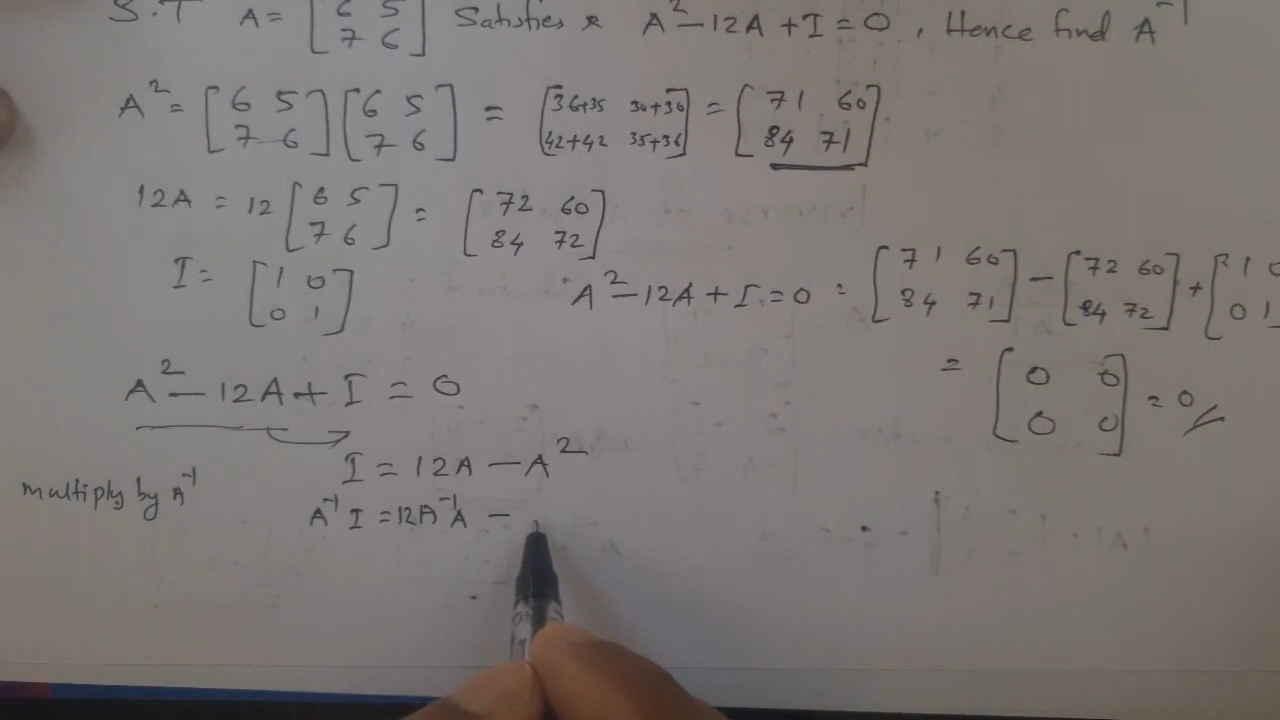 S.T A = [6 5 7 6] Satisfies A² - 12A + I = 0, Hence find A⁻¹
A² = [6 5 7 6] [6 5 7 6] = [36+35 30+30 42+42 35+36] = [71 60 84 71]
12A = 12 [6 5 7 6] = [72 60 84 72]
I = [1 0 0 1]
A² - 12A + I = 0 = [71 60 84 71] - [72 60 84 72] + [1 0 0 1
= [0 0 0 0] = 0
A² - 12A + I = 0
I = 12A - A²
multiply by A⁻¹
A⁻¹ I = 12A⁻¹A -